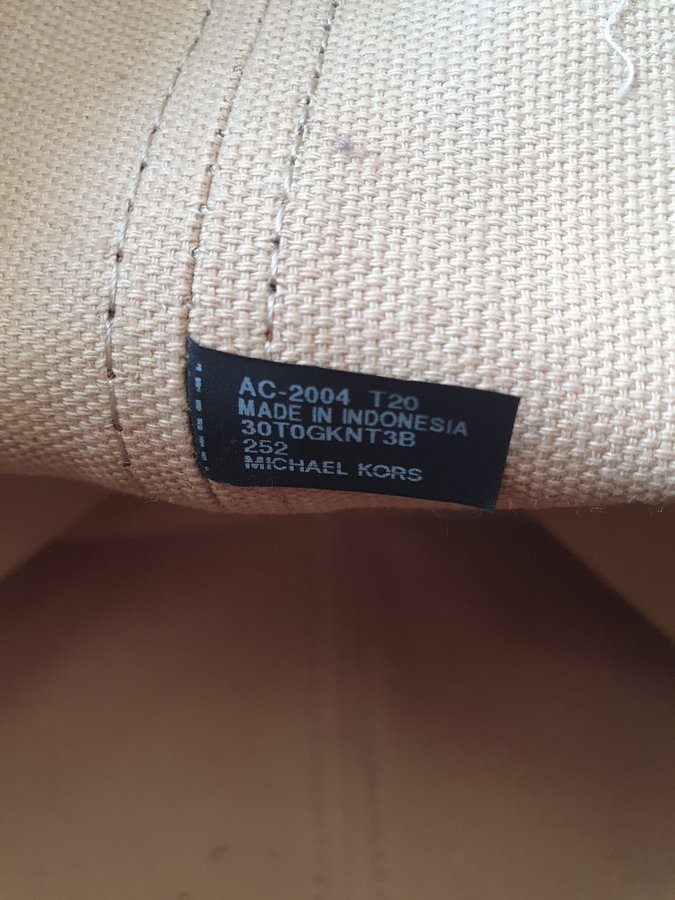 AC-2004 T20
MADE IN INDONESIA
30T0GKNT3B
252
MICHAEL KORS